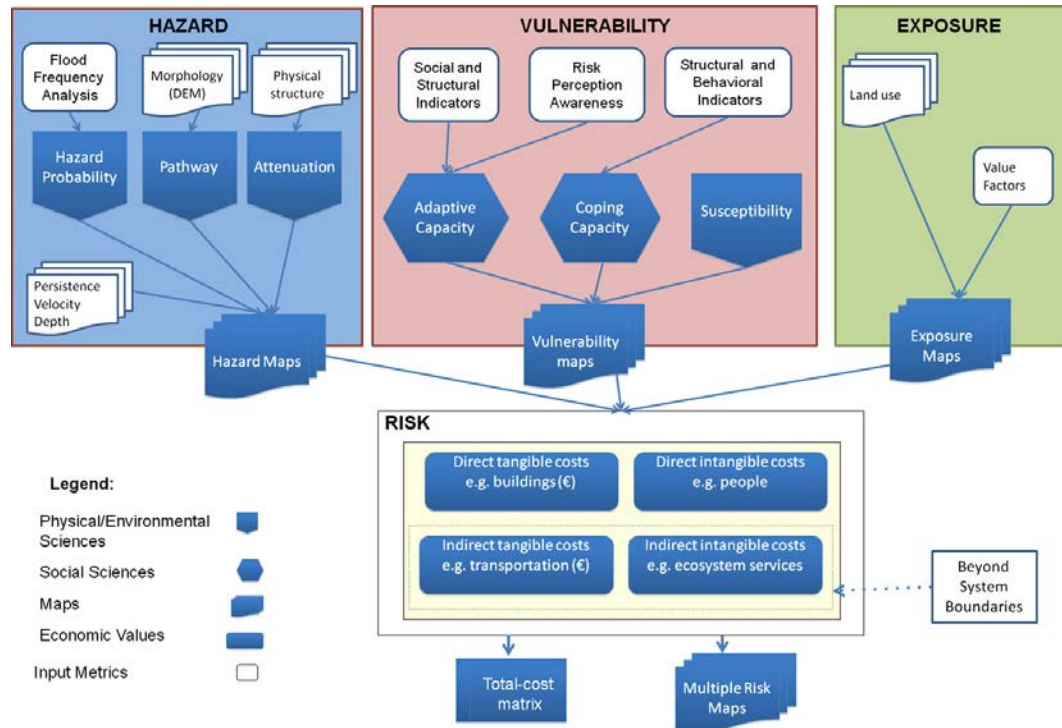 HAZARD
Flood
Frequency
Analysis
Morphology
(DEM)
Physical
structure
Hazard
Probability
Pathway
Attenuation
Persistence
Velocity
Depth
Hazard Maps
VULNERABILITY
Social and
Structural
Indicators
Risk
Perception
Awareness
Structural and
Behavioral
Indicators
Adaptive
Capacity
Coping
Capacity
Susceptibility
Vulnerability
maps
EXPOSURE
Land use
Value
Factors
Exposure
Maps
RISK
Direct tangible costs
e.g. buildings (€)
Direct intangible costs
e.g. people
Indirect tangible costs
e.g. transportation (€)
Indirect intangible costs
e.g. ecosystem services
Beyond
System
Boundaries
Total-cost
matrix
Multiple Risk
Maps
Legend:
Physical/Environmental
Sciences
Social Sciences
Maps
Economic Values
Input Metrics